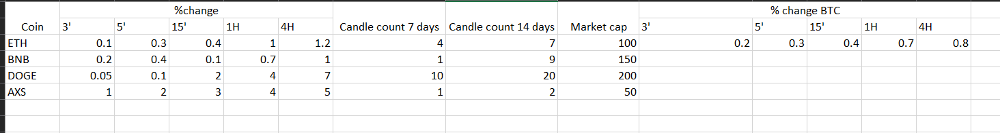 %change % change BTC
Coin 3' 5' 15' 1H 4H Candle count 7 days Candle count 14 days Market cap 3' 5' 15' 1H 4H
ETH 0.1 0.3 0.4 1 1.2 4 7 100 0.2 0.3 0.4 0.7 0.8
BNB 0.2 0.4 0.1 0.7 1 1 9 150
DOGE 0.05 0.1 2 4 7 10 20 200
AXS 1 2 3 4 5 1 2 50